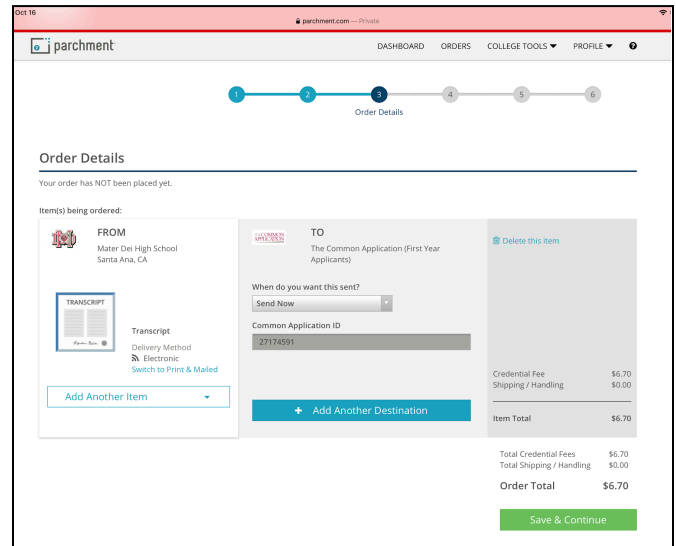 Oct 16
parchment.com — Private
parchment
DASHBOARD
ORDERS
COLLEGE TOOLS
PROFILE
1
2
3
4
5
6
Order Details
Order Details
Your order has NOT been placed yet.
Item(s) being ordered:
FROM
Mater Dei High School
Santa Ana, CA
TRANSCRIPT
Transcript
Delivery Method
Electronic
Switch to Print & Mailed
Add Another Item
THE COMMON
APPLICATION
TO
The Common Application (First Year
Applicants)
When do you want this sent?
Send Now
Common Application ID
27174591
+ Add Another Destination
Delete this item
Credential Fee $6.70
Shipping / Handling $0.00
Item Total $6.70
Total Credential Fees $6.70
Total Shipping / Handling $0.00
Order Total $6.70
Save & Continue